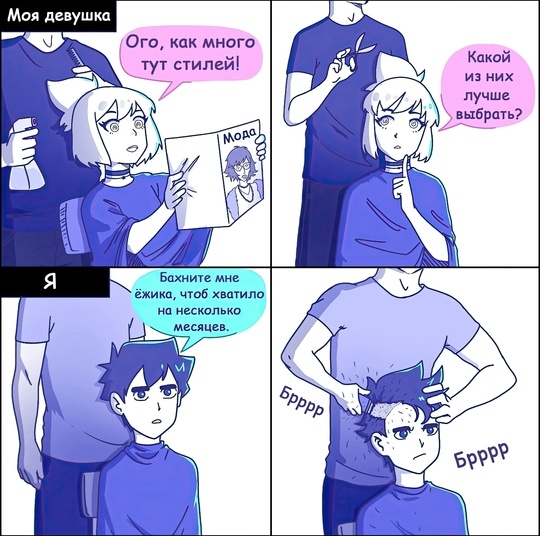 Моя девушка
Ого, как много
тут стилей!
Мода
Какой
из них
лучше
выбрать?
Я
Бахните мне
ёжика, чтоб хватило
на несколько
месяцев.
Брррр
Брррр